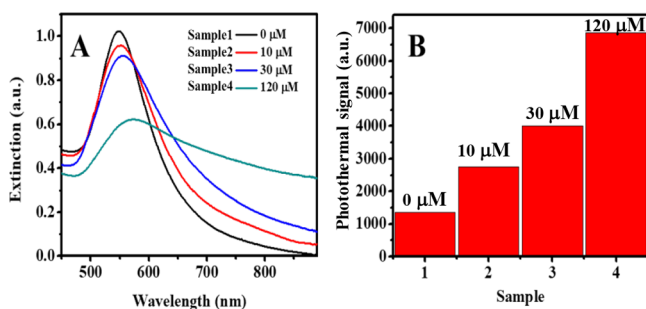 A
Sample1 0 μM
Sample2 10 μM
Sample3 30 μM
Sample4 120 μM
Extinction (a.u.)
1.0
0.8
0.6
0.4
0.2
0.0
500 600 700 800
Wavelength (nm)
B
Photothermal signal (a.u.)
7000
6000
5000
4000
3000
2000
1000
0
0 μM
10 μM
30 μM
120 μM
1 2 3 4
Sample